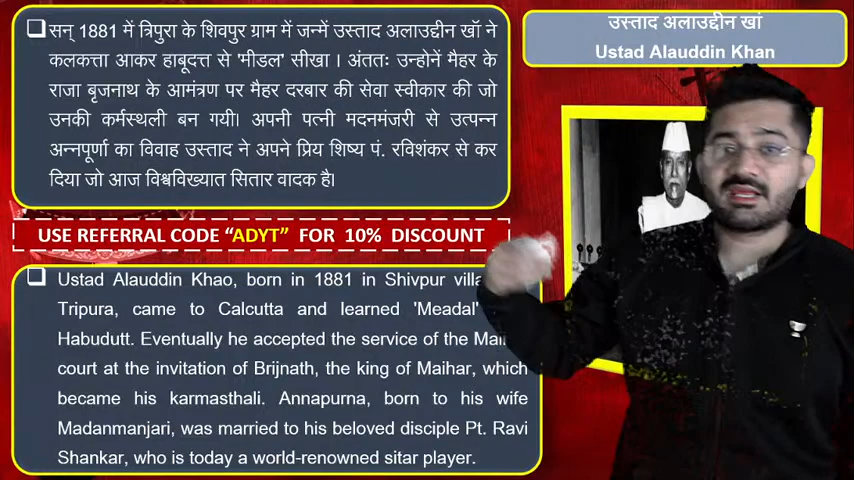 सन् 1881 में त्रिपुरा के शिवपुर ग्राम में जन्में उस्ताद अलाउद्दीन खाँ ने
कलकत्ता आकर हाबूदत्त से 'मीडल' सीखा । अंततः उन्होनें मैहर के
राजा बृजनाथ के आमंत्रण पर मैहर दरबार की सेवा स्वीकार की जो
उनकी कर्मस्थली बन गयी। अपनी पत्नी मदनमंजरी से उत्पन्न
अन्नपूर्णा का विवाह उस्ताद ने अपने प्रिय शिष्य पं. रविशंकर से कर
दिया जो आज विश्वविख्यात सितार वादक है।
उस्ताद अलाउद्दीन खां
Ustad Alauddin Khan
USE REFERRAL CODE “ADYT” FOR 10% DISCOUNT
Ustad Alauddin Khao, born in 1881 in Shivpur
Tripura, came to Calcutta and learned 'Meadal'
Habudutt. Eventually he accepted the service of the
court at the invitation of Brijnath, the king of Maihar, which
became his karmasthali. Annapurna, born to his wife
Madanmanjari, was married to his beloved disciple Pt. Ravi
Shankar, who is today a world-renowned sitar player.